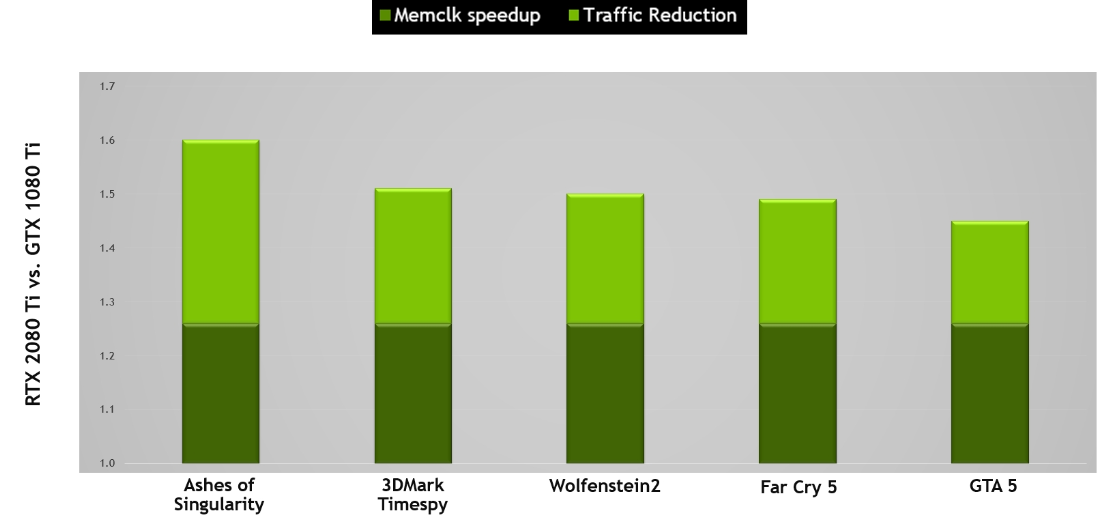 Memclk speedup Traffic Reduction
RTX 2080 Ti vs. GTX 1080 Ti
1.7
1.6
1.5
1.4
1.3
1.2
1.1
1.0
Ashes of
Singularity
3DMark
Timespy
Wolfenstein2
Far Cry 5
GTA 5